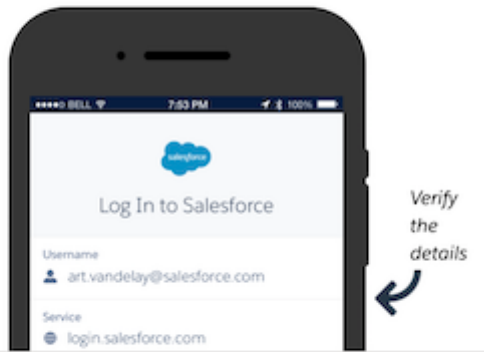 BELL 7:53 PM 100%
salesforce
Log In to Salesforce
Username
art.vandelay@salesforce.com
Service
login.salesforce.com
Verify
the
details